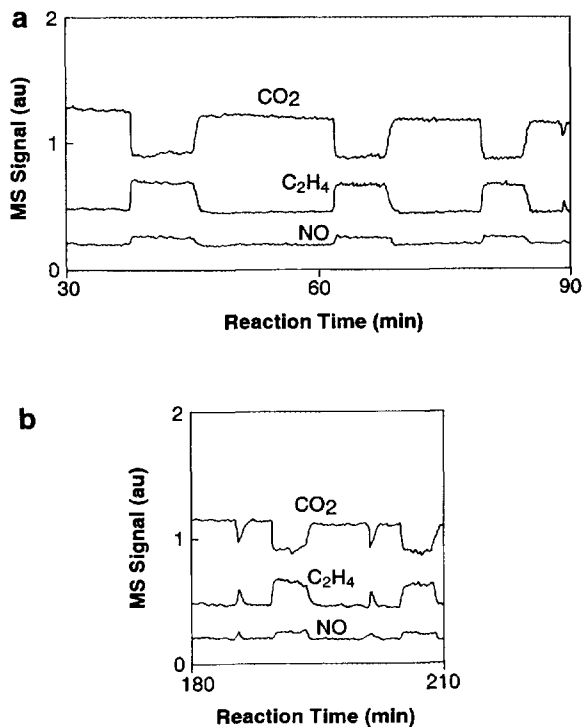 a
2
1
0
MS Signal (au)
CO2
C2H4
NO
30
60
90
Reaction Time (min)
b
2
1
0
MS Signal (au)
CO2
C2H4
NO
180
210
Reaction Time (min)